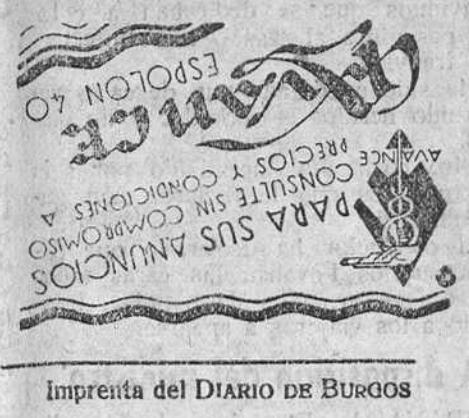 PARA SUS ANUNCIOS
CONSULTE SIN COMPROMISO
PRECIOS Y CONDICIONES A
AVANCE
Avance
ESPOLON 40
Imprenta del DIARIO DE BURGOS